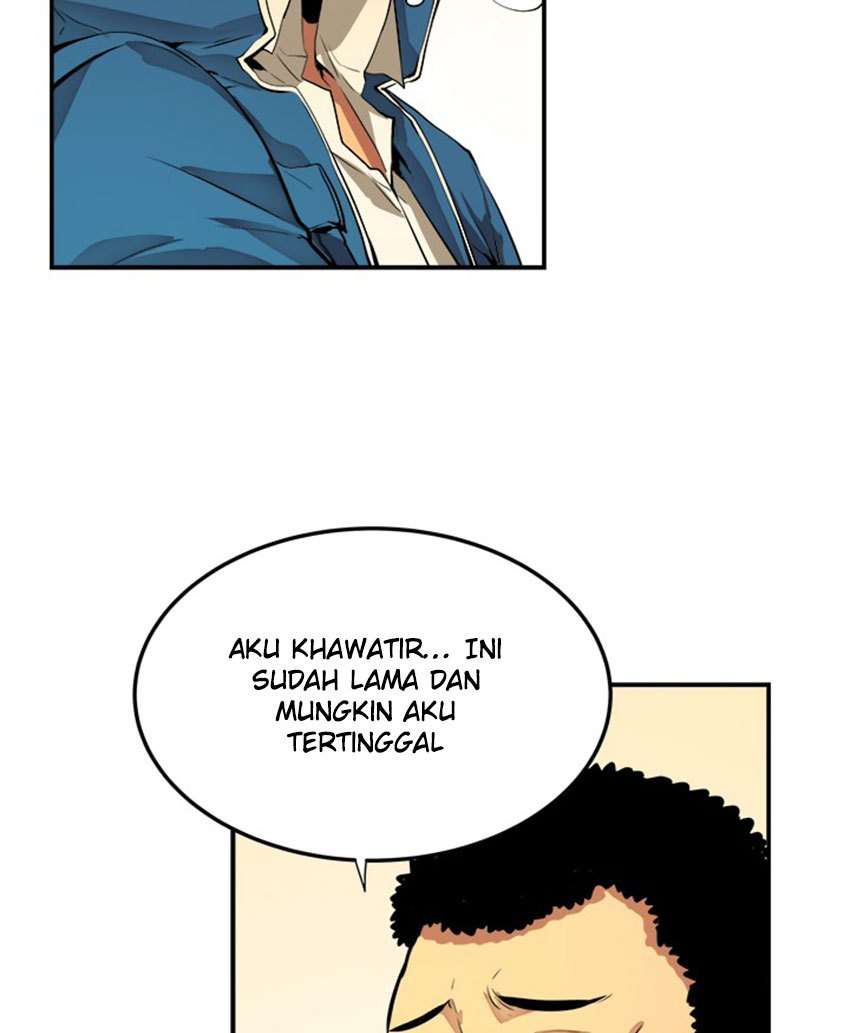 AKU KHAWATIR... INI
SUDAH LAMA DAN
MUNGKIN AKU
TERTINGGAL